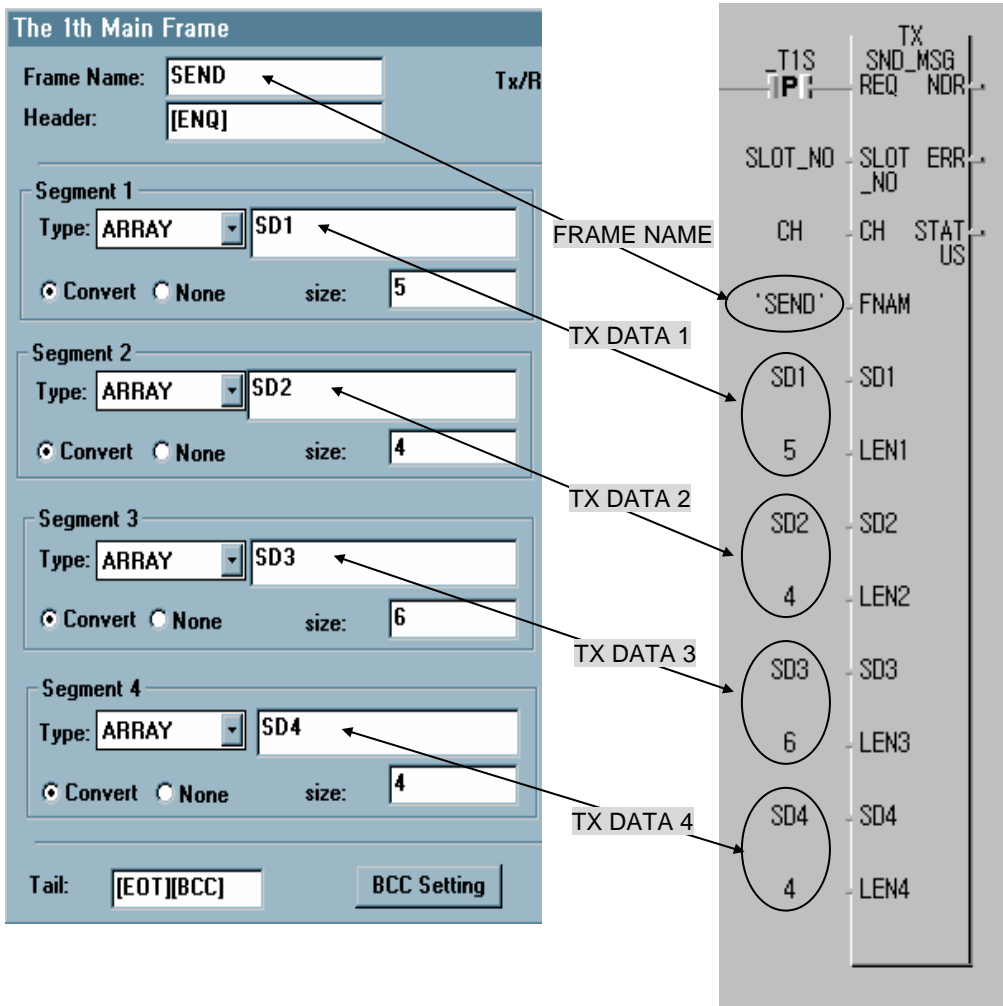 The 1th Main Frame
Frame Name: SEND Tx/R
Header: [ENQ]
Segment 1
Type: ARRAY SD1
Convert None size: 5
Segment 2
Type: ARRAY SD2
Convert None size: 4
Segment 3
Type: ARRAY SD3
Convert None size: 6
Segment 4
Type: ARRAY SD4
Convert None size: 4
Tail: [EOT][BCC] BCC Setting
FRAME NAME
TX DATA 1
TX DATA 2
TX DATA 3
TX DATA 4
TX
_T1S SND_MSG
P REQ NDR
SLOT_NO SLOT ERR
_NO
CH CH STAT
US
'SEND' FNAM
SD1 SD1
5 LEN1
SD2 SD2
4 LEN2
SD3 SD3
6 LEN3
SD4 SD4
4 LEN4